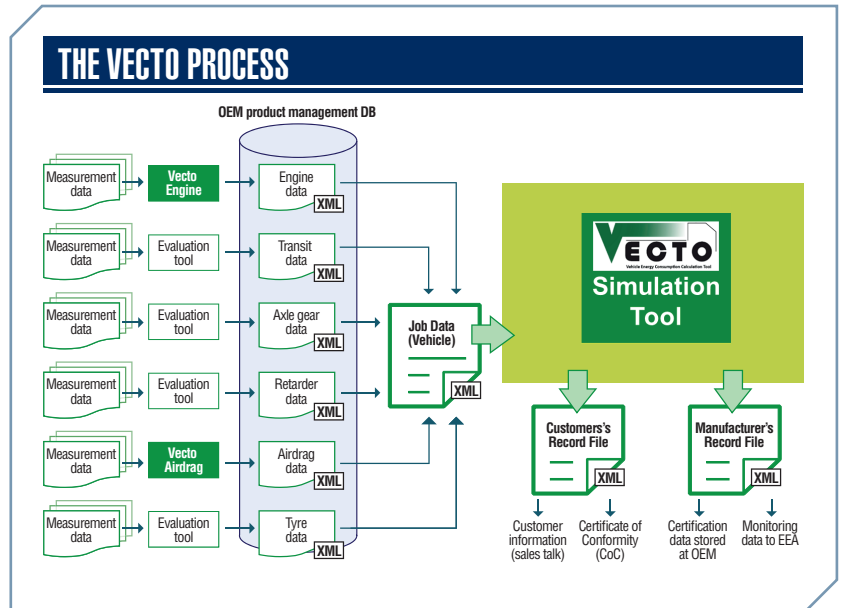 THE VECTO PROCESS
OEM product management DB
Measurement
data
Vecto
Engine
Engine
data
XML
Measurement
data
Evaluation
tool
Transit
data
XML
Measurement
data
Evaluation
tool
Axle gear
data
XML
Measurement
data
Evaluation
tool
Retarder
data
XML
Measurement
data
Vecto
Airdrag
Airdrag
data
XML
Measurement
data
Evaluation
tool
Tyre
data
XML
Job Data
(Vehicle)
XML
VECTO
Vehicle Energy Consumption Calculation Tool
Simulation
Tool
Customers's
Record File
XML
Manufacturer's
Record File
XML
Customer
information
(sales talk)
Certificate of
Conformity
(CoC)
Certification
data stored
at OEM
Monitoring
data to EEA